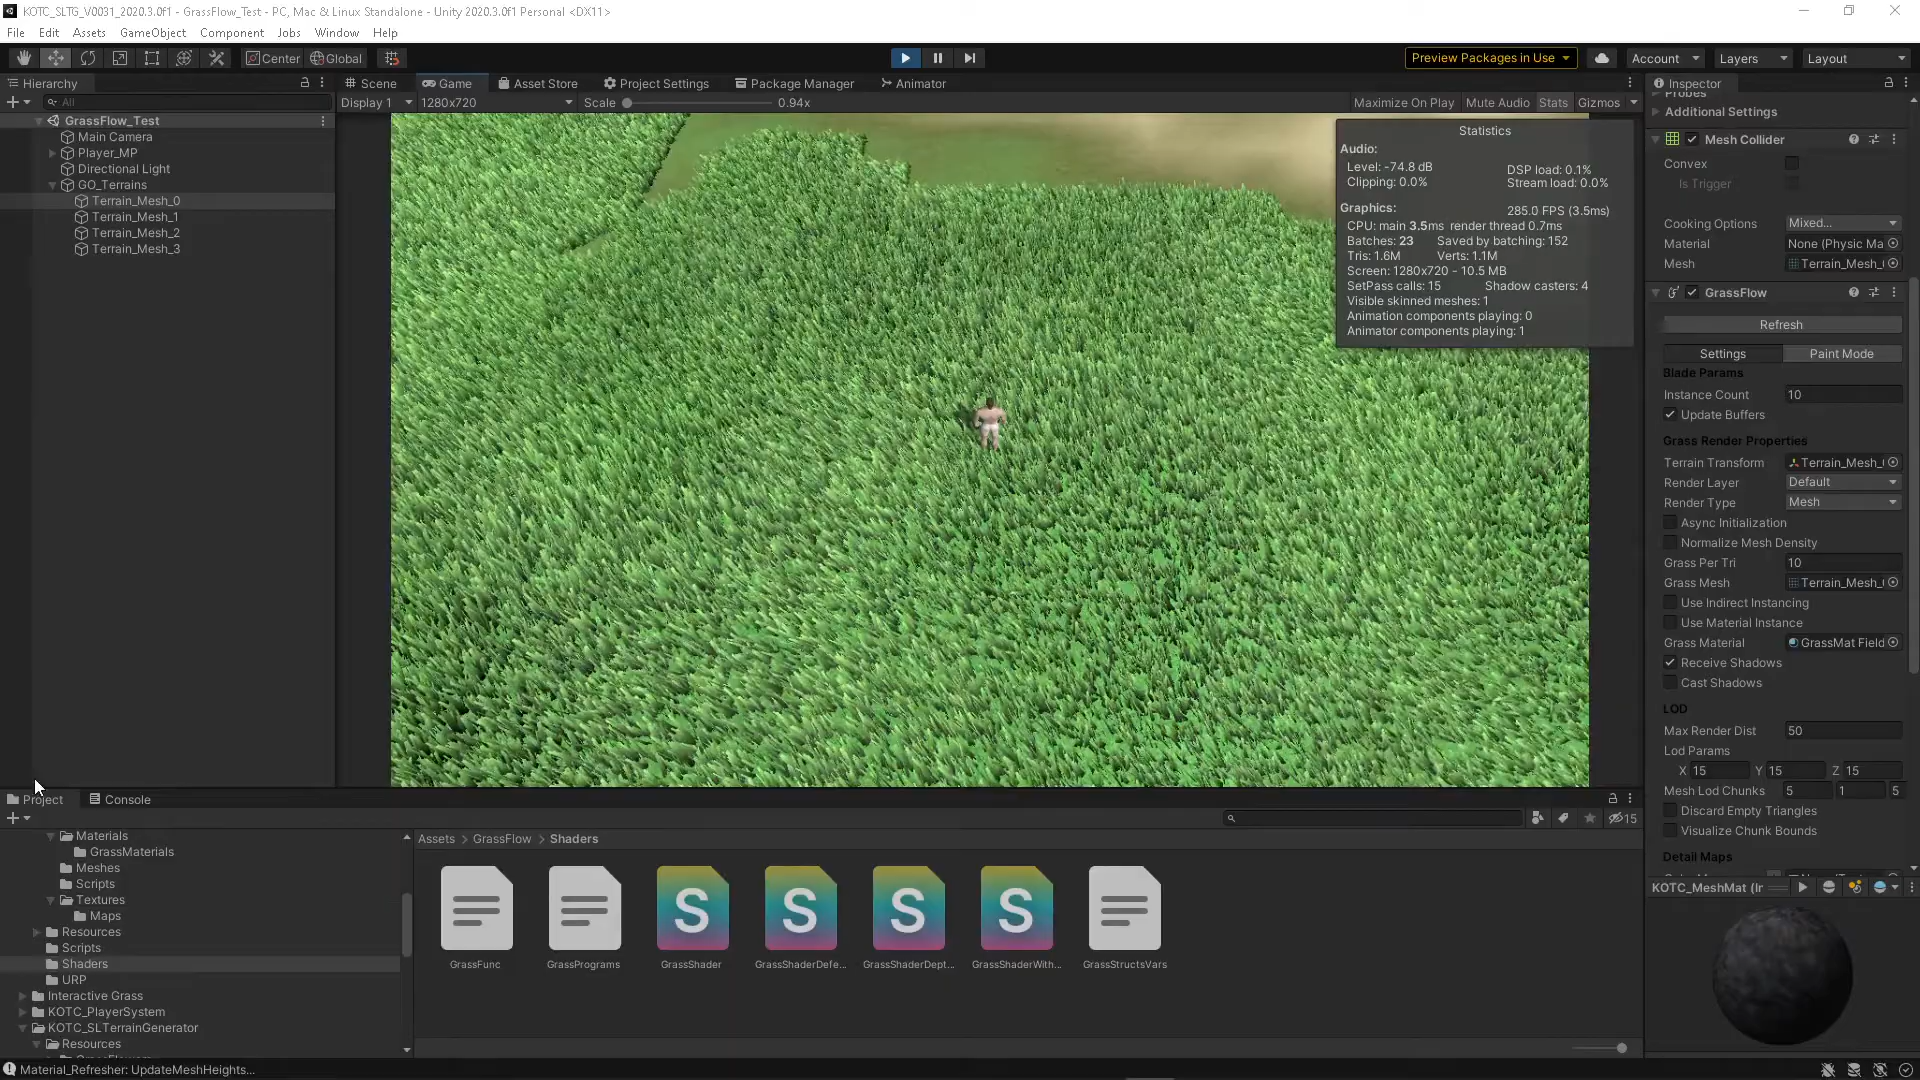 KOTC_SLTG_V0031_2020.3.0f1 - GrassFlow_Test - PC, Mac & Linux Standalone - Unity 2020.3.0f1 Personal <DX11>
File Edit Assets GameObject Component Jobs Window Help
Center Global
Preview Packages in Use Account Layers Layout
Hierarchy
All
GrassFlow_Test
Main Camera
Player_MP
Directional Light
GO_Terrains
Terrain_Mesh_0
Terrain_Mesh_1
Terrain_Mesh_2
Terrain_Mesh_3
Scene Game Asset Store Project Settings Package Manager Animator
Display 1 1280x720 Scale 0.94x Maximize On Play Mute Audio Stats Gizmos
Statistics
Audio:
Level: -74.8 dB DSP load: 0.1%
Clipping: 0.0% Stream load: 0.0%
Graphics: 285.0 FPS (3.5ms)
CPU: main 3.5ms render thread 0.7ms
Batches: 23 Saved by batching: 152
Tris: 1.6M Verts: 1.1M
Screen: 1280x720 - 10.5 MB
SetPass calls: 15 Shadow casters: 4
Visible skinned meshes: 1
Animation components playing: 0
Animator components playing: 1
Inspector
Probes
Additional Settings
Mesh Collider
Convex
Is Trigger
Cooking Options Mixed...
Material None (Physic Ma
Mesh Terrain_Mesh_
GrassFlow
Refresh
Settings Paint Mode
Blade Params
Instance Count 10
Update Buffers
Grass Render Properties
Terrain Transform Terrain_Mesh_
Render Layer Default
Render Type Mesh
Async Initialization
Normalize Mesh Density
Grass Per Tri 10
Grass Mesh Terrain_Mesh_
Use Indirect Instancing
Use Material Instance
Grass Material GrassMat Field
Receive Shadows
Cast Shadows
LOD
Max Render Dist 50
Lod Params
X 15 Y 15 Z 15
Mesh Lod Chunks 5 1 5
Discard Empty Triangles
Visualize Chunk Bounds
Detail Maps
KOTC_MeshMat (Ir
Project Console
15
Materials
GrassMaterials
Meshes
Scripts
Textures
Maps
Resources
Scripts
Shaders
URP
Interactive Grass
KOTC_PlayerSystem
KOTC_SLTerrainGenerator
Resources
Assets > GrassFlow > Shaders
GrassFunc GrassPrograms GrassShader GrassShaderDefe... GrassShaderDept... GrassShaderWith... GrassStructsVars
Material_Refresher: UpdateMeshHeights...